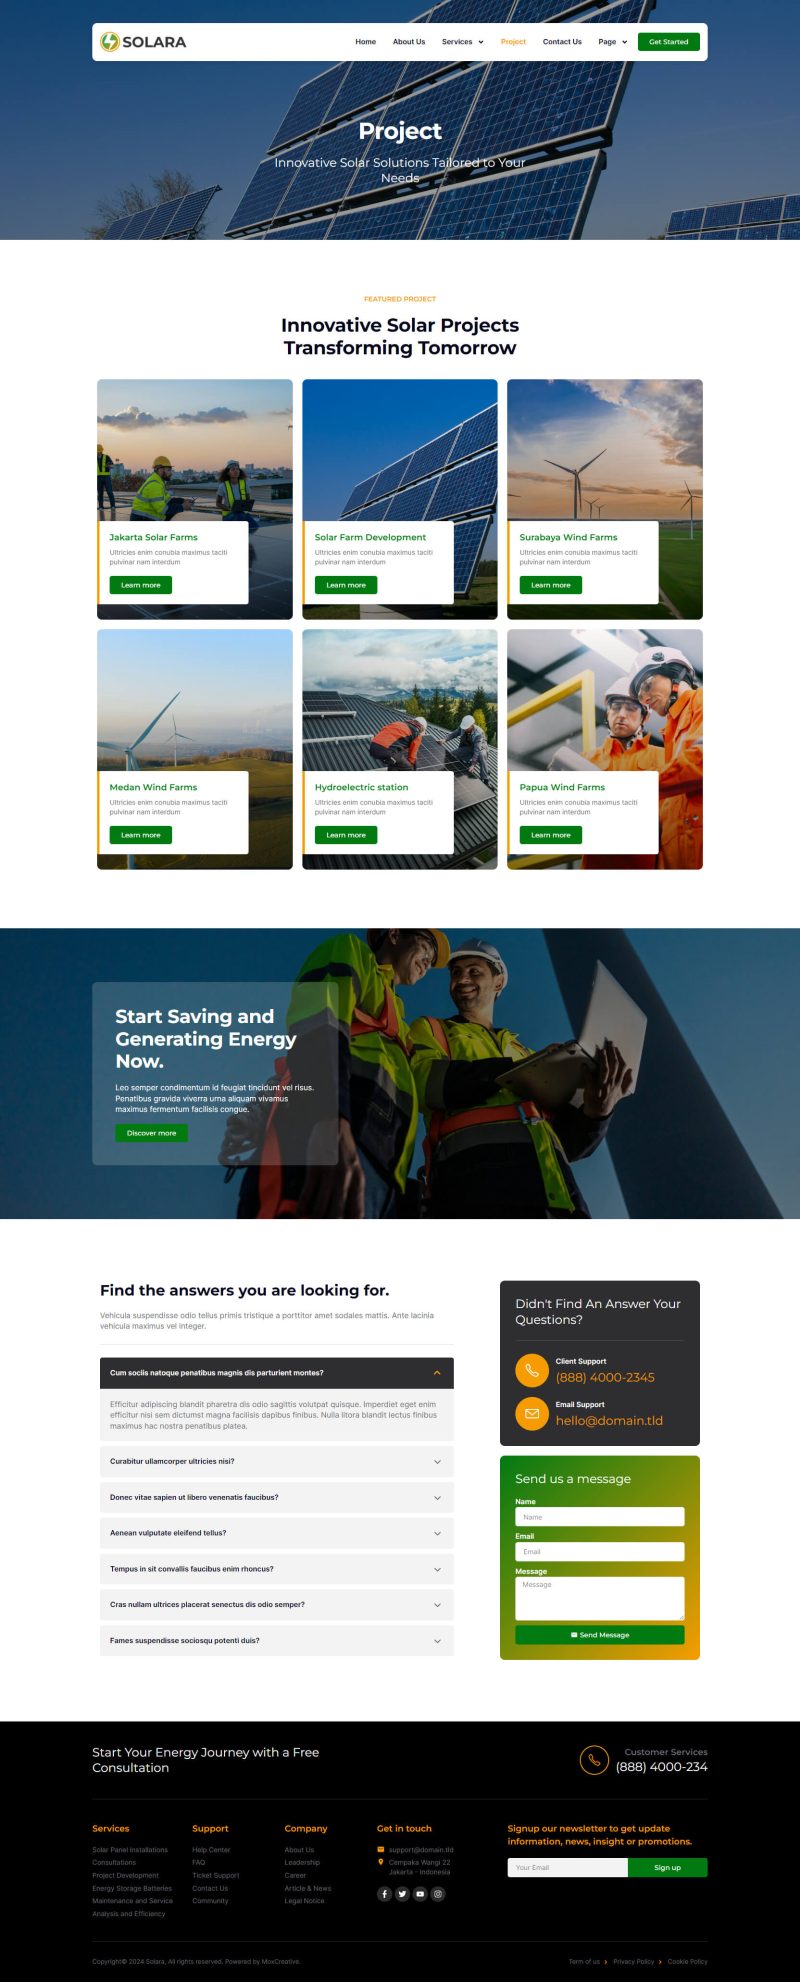 SOLARA
Home About Us Services Project Contact Us Page Get Started
Project
Innovative Solar Solutions Tailored to Your
Needs
FEATURED PROJECT
Innovative Solar Projects
Transforming Tomorrow
Jakarta Solar Farms
Ultricies enim conubia maximus taciti
pulvinar nam interdum
Learn more
Solar Farm Development
Ultricies enim conubia maximus taciti
pulvinar nam interdum
Learn more
Surabaya Wind Farms
Ultricies enim conubia maximus taciti
pulvinar nam interdum
Learn more
Medan Wind Farms
Ultricies enim conubia maximus taciti
pulvinar nam interdum
Learn more
Hydroelectric station
Ultricies enim conubia maximus taciti
pulvinar nam interdum
Learn more
Papua Wind Farms
Ultricies enim conubia maximus taciti
pulvinar nam interdum
Learn more
Start Saving and
Generating Energy
Now.
Leo semper condimentum id feugiat tincidunt vel risus.
Penatibus gravida viverra urna aliquam vivamus
maximus fermentum facilisis congue.
Discover more
Find the answers you are looking for.
Vehicula suspendisse odio tellus primis tristique a porttitor amet sodales mattis. Ante lacinia
vehicula maximus vel integer.
Cum sociis natoque penatibus magnis dis parturient montes?
Efficitur adipiscing blandit pharetra dis odio sagittis volutpat quisque. Imperdiet eget enim
efficitur nisi sem dictumst magna facilisis dapibus finibus. Nulla litora blandit lectus finibus
maximus hac nostra penatibus platea.
Curabitur ullamcorper ultricies nisi?
Donec vitae sapien ut libero venenatis faucibus?
Aenean vulputate eleifend tellus?
Tempus in sit convallis faucibus enim rhoncus?
Cras nullam ultrices placerat senectus dis odio semper?
Fames suspendisse sociosqu potenti duis?
Didn't Find An Answer Your
Questions?
Client Support
(888) 4000-2345
Email Support
hello@domain.tld
Send us a message
Name
Name
Email
Email
Message
Message
Send Message
Start Your Energy Journey with a Free
Consultation
Customer Services
(888) 4000-234
Services
Solar Panel Installations
Consultations
Project Development
Energy Storage Batteries
Maintenance and Service
Analysis and Efficiency
Support
Help Center
FAQ
Ticket Support
Contact Us
Community
Company
About Us
Leadership
Career
Article & News
Legal Notice
Get in touch
support@domain.tld
Cempaka Wangi 22
Jakarta - Indonesia
Signup our newsletter to get update
information, news, insight or promotions.
Your Email
Sign up
Copyright© 2024 Solara, All rights reserved. Powered by MoxCreative.
Term of us Privacy Policy Cookie Policy